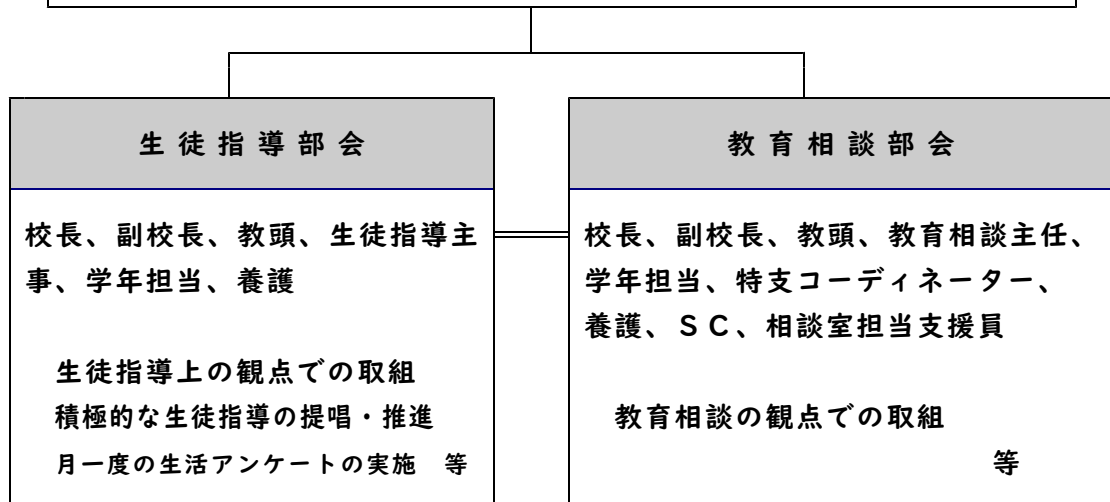 生徒指導部会
校長、副校長、教頭、生徒指導主
事、学年担当、養護
生徒指導上の観点での取組
積極的な生徒指導の提唱・推進
月一度の生活アンケートの実施　等
教育相談部会
校長、副校長、教頭、教育相談主任、
学年担当、特支コーディネーター、
養護、ＳＣ、相談室担当支援員
教育相談の観点での取組
等